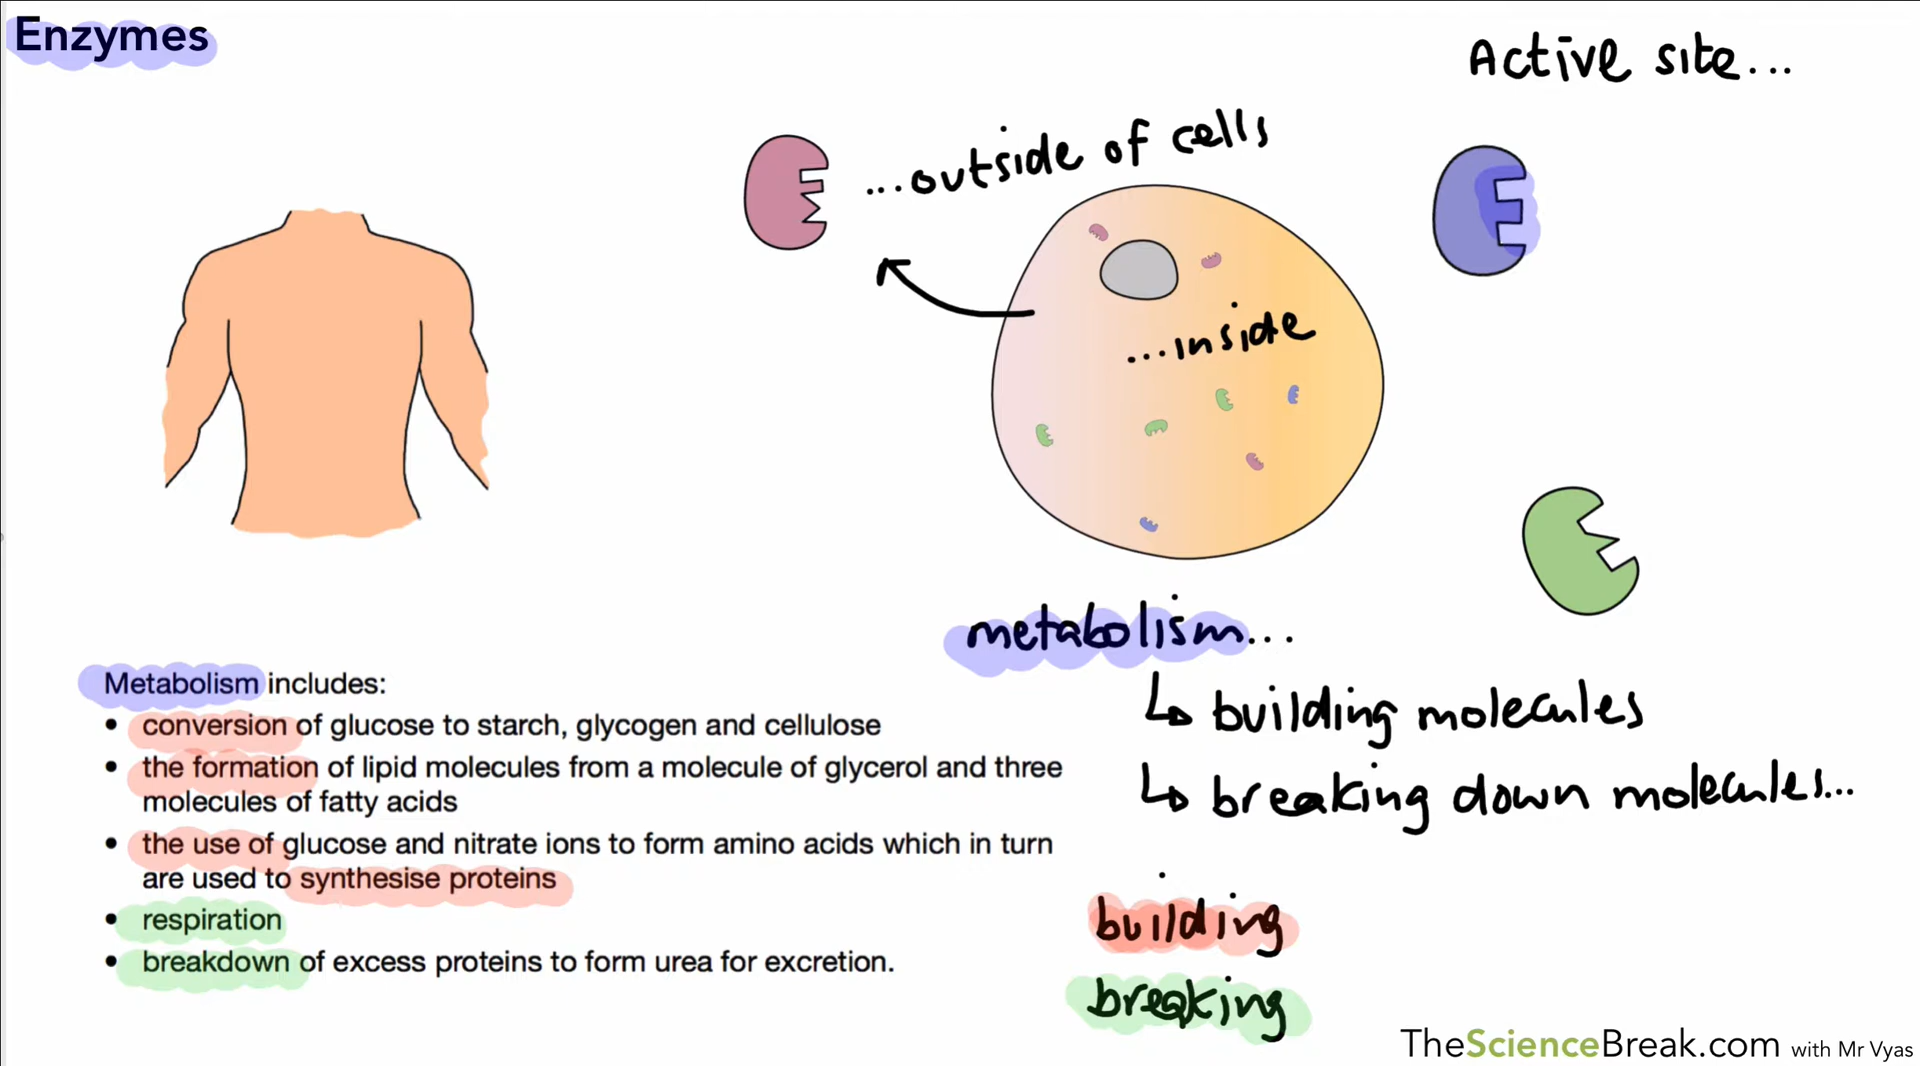 Enzymes
Active site...
...outside of cells
...inside
metabolism...
↳ building molecules
↳ breaking down molecules...
Metabolism includes:
• conversion of glucose to starch, glycogen and cellulose
• the formation of lipid molecules from a molecule of glycerol and three
molecules of fatty acids
• the use of glucose and nitrate ions to form amino acids which in turn
are used to synthesise proteins
• respiration
• breakdown of excess proteins to form urea for excretion.
building
breaking
TheScienceBreak.com with Mr Vyas